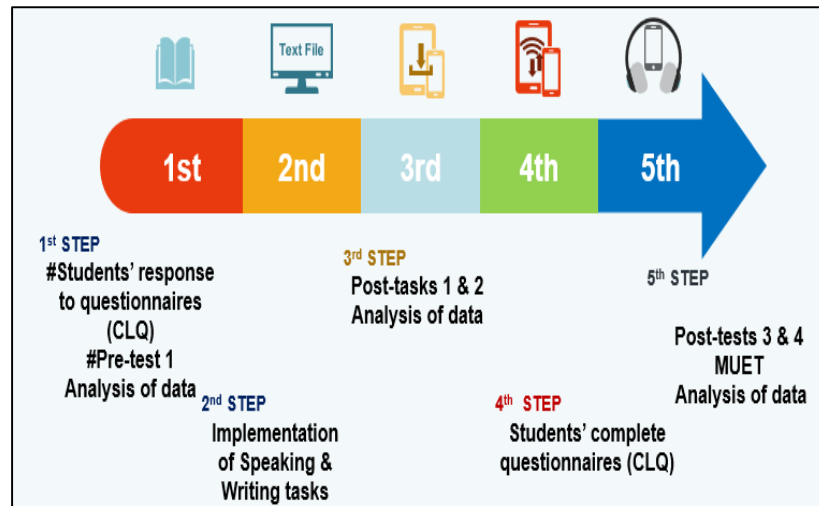 Text File
1st
2nd
3rd
4th
5th
1st STEP
#Students’ response
to questionnaires
(CLQ)
#Pre-test 1
Analysis of data
2nd STEP
Implementation
of Speaking &
Writing tasks
3rd STEP
Post-tasks 1 & 2
Analysis of data
4th STEP
Students’ complete
questionnaires (CLQ)
5th STEP
Post-tests 3 & 4
MUET
Analysis of data